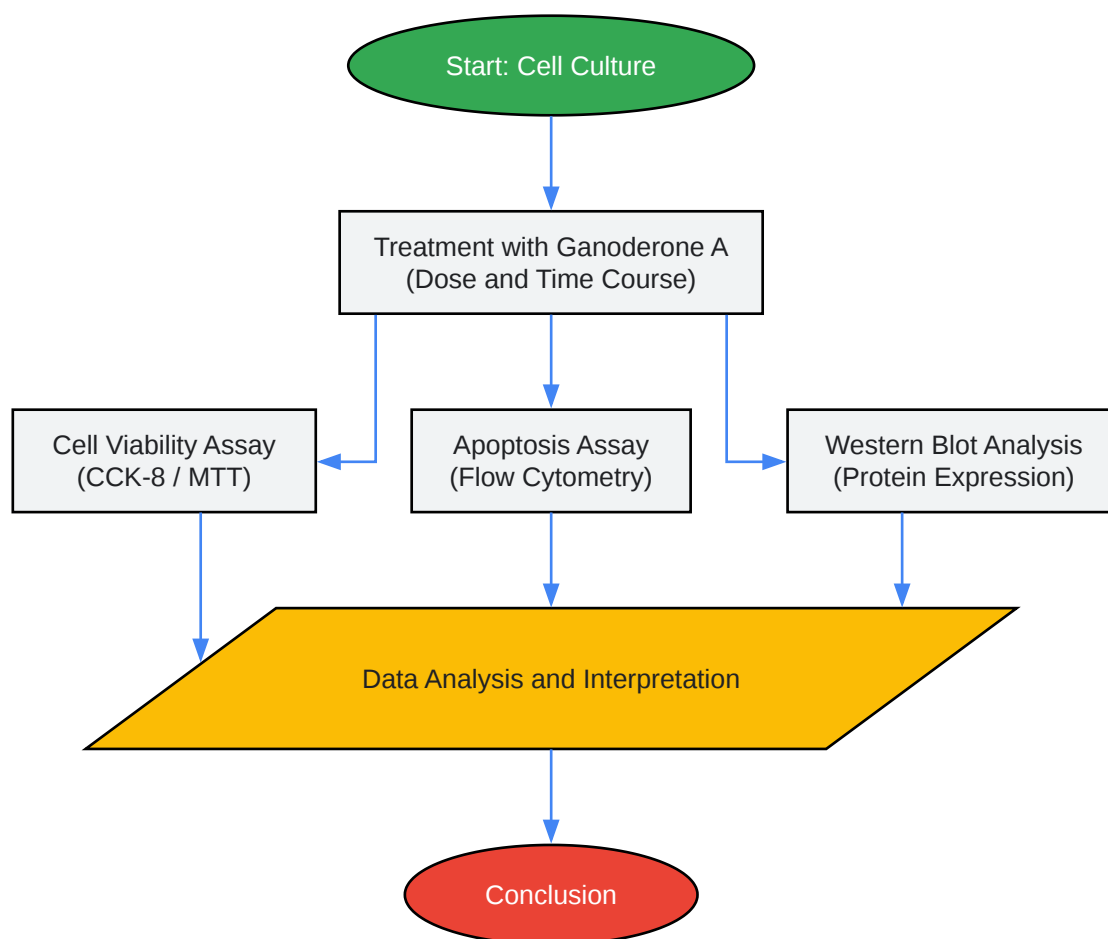 Start: Cell Culture
Treatment with Ganoderone A
(Dose and Time Course)
Cell Viability Assay
(CCK-8 / MTT)
Apoptosis Assay
(Flow Cytometry)
Western Blot Analysis
(Protein Expression)
Data Analysis and Interpretation
Conclusion